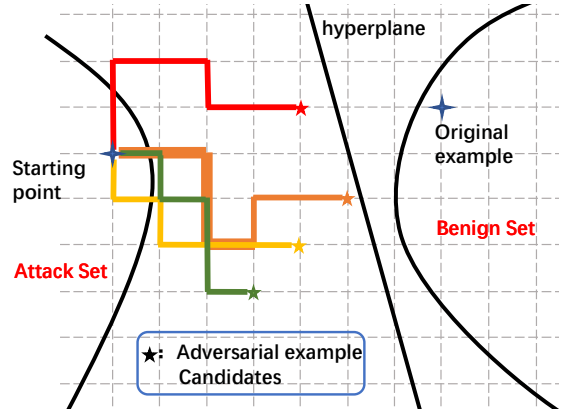 hyperplane
Original
example
Starting
point
Benign Set
Attack Set
★: Adversarial example
Candidates